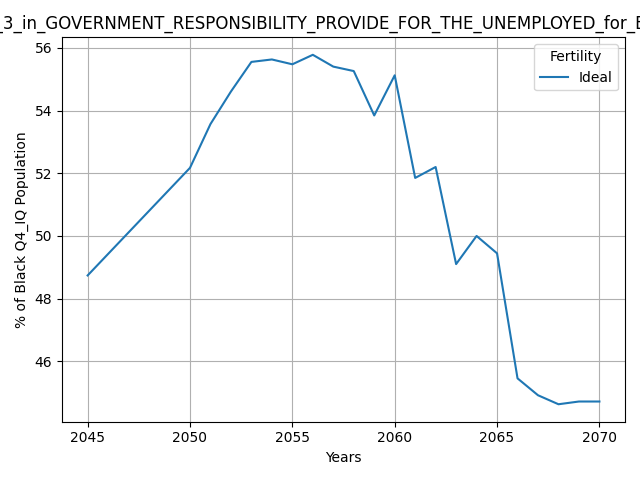 _3_in_GOVERNMENT_RESPONSIBILITY_PROVIDE_FOR_THE_UNEMPLOYED_for_
Fertility
Ideal
% of Black Q4_IQ Population
56
54
52
50
48
46
2045
2050
2055
2060
2065
2070
Years